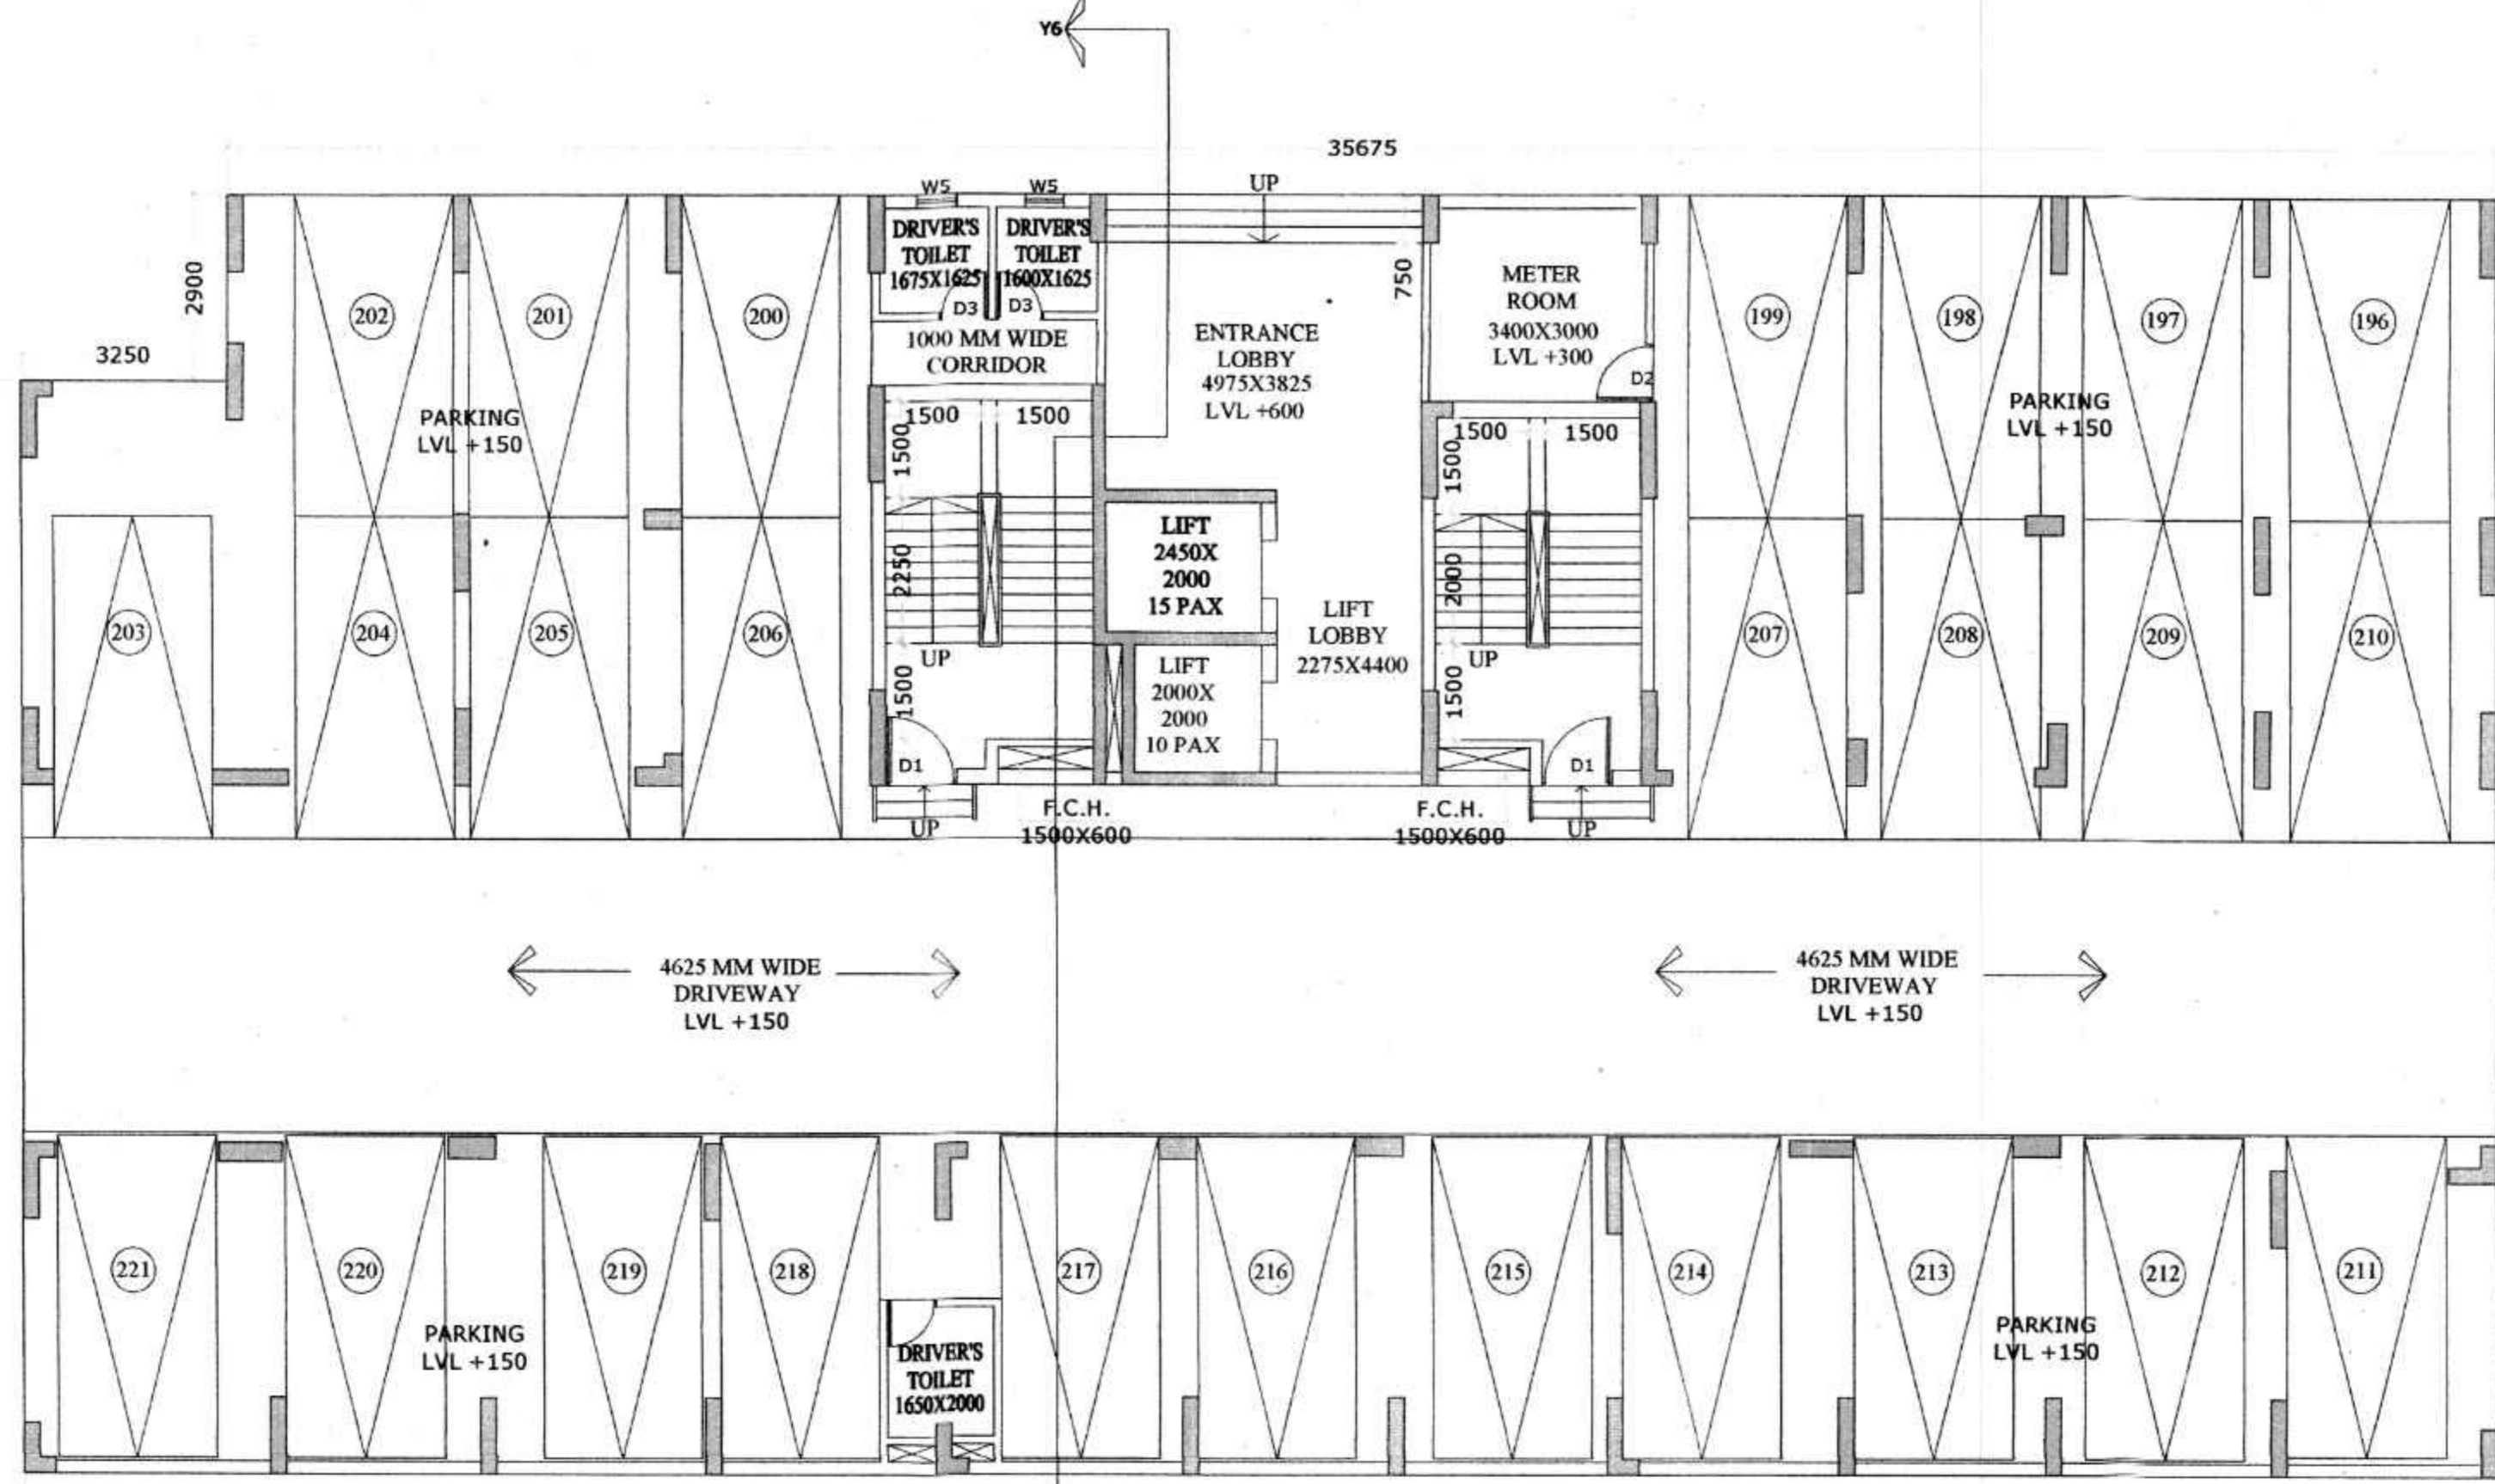 Y6
35675
W5
W5
UP
2900
3250
202
201
200
DRIVER'S
TOILET
1675X1625
DRIVER'S
TOILET
1600X1625
D3
D3
1000 MM WIDE
CORRIDOR
ENTRANCE
LOBBY
4975X3825
LVL +600
750
METER
ROOM
3400X3000
LVL +300
D2
199
198
197
196
PARKING
LVL +150
PARKING
LVL +150
1500
1500
1500
1500
1500
1500
LIFT
2450X
2000
15 PAX
2250
2000
203
204
205
206
UP
1500
LIFT
2000X
2000
10 PAX
LIFT
LOBBY
2275X4400
UP
1500
207
208
209
210
D1
D1
UP
F.C.H.
1500X600
F.C.H.
1500X600
UP
4625 MM WIDE
DRIVEWAY
LVL +150
4625 MM WIDE
DRIVEWAY
LVL +150
221
220
219
218
217
216
215
214
213
212
211
PARKING
LVL +150
DRIVER'S
TOILET
1650X2000
PARKING
LVL +150